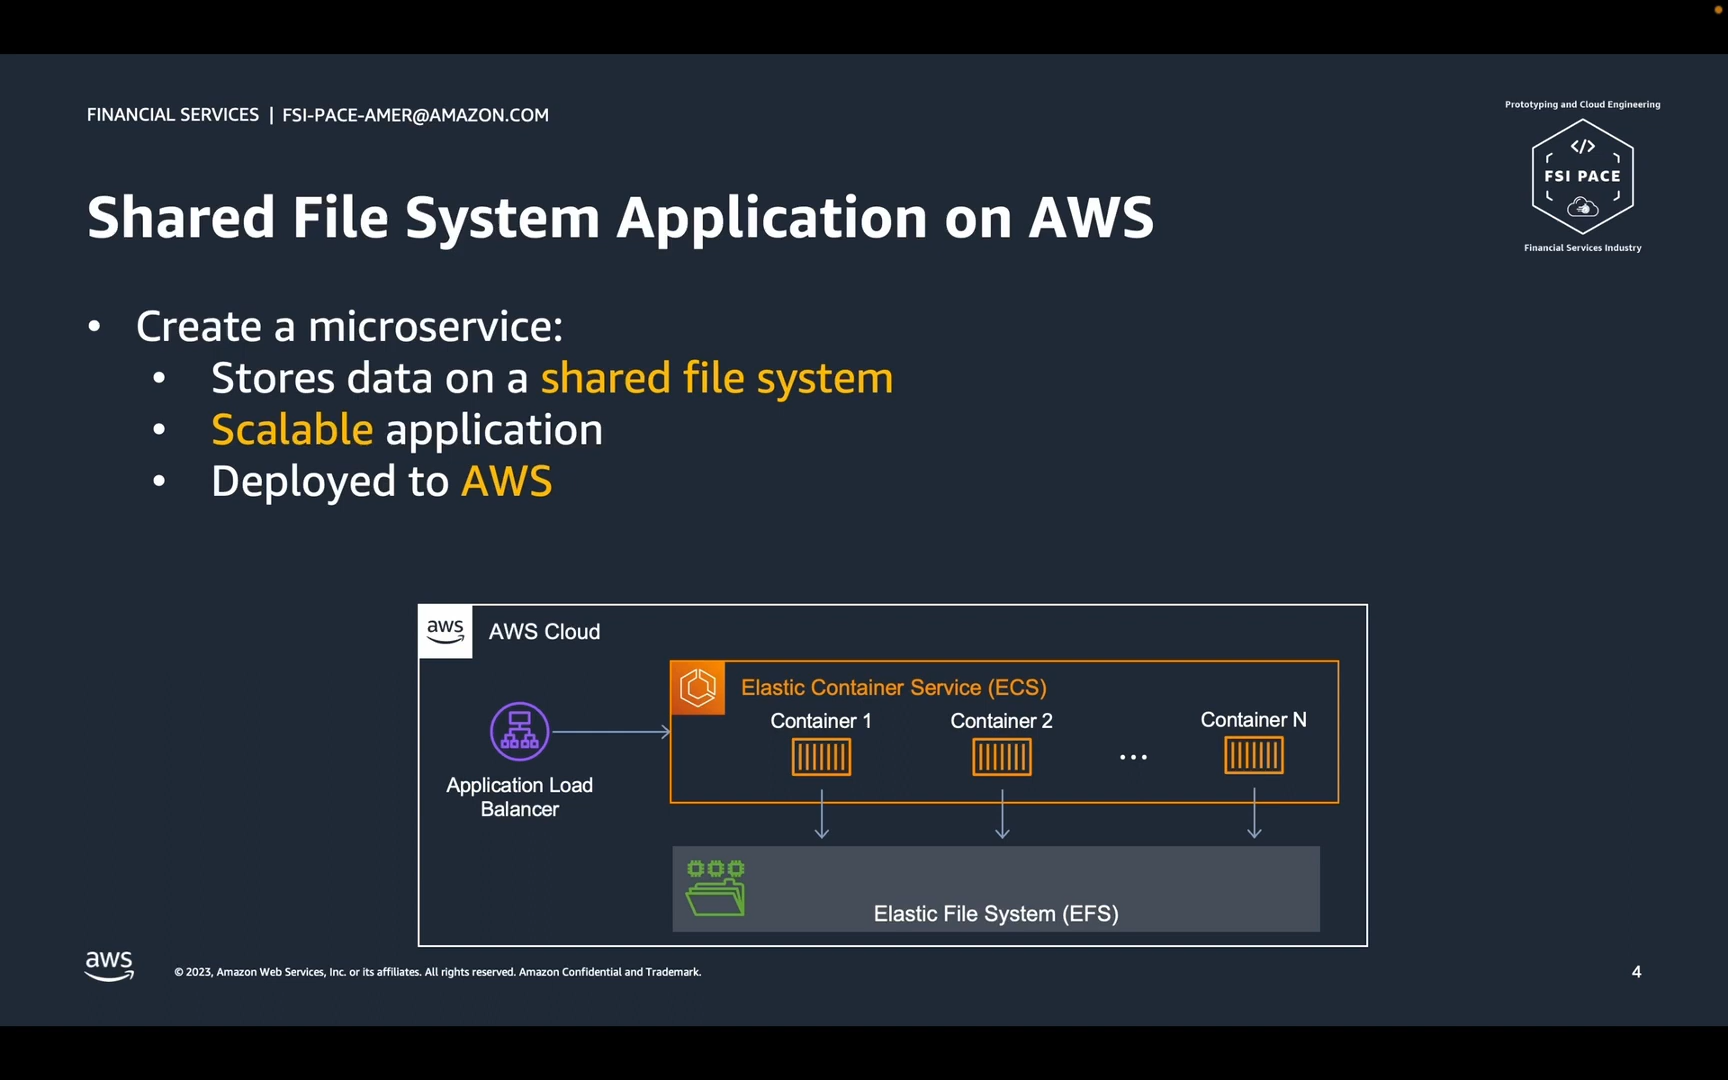 FINANCIAL SERVICES | FSI-PACE-AMER@AMAZON.COM
Prototyping and Cloud Engineering
</>
FSI PACE
Financial Services Industry
Shared File System Application on AWS
• Create a microservice:
• Stores data on a shared file system
• Scalable application
• Deployed to AWS
aws
AWS Cloud
Elastic Container Service (ECS)
Container 1
Container 2
...
Container N
Application Load
Balancer
Elastic File System (EFS)
aws
© 2023, Amazon Web Services, Inc. or its affiliates. All rights reserved. Amazon Confidential and Trademark.
4